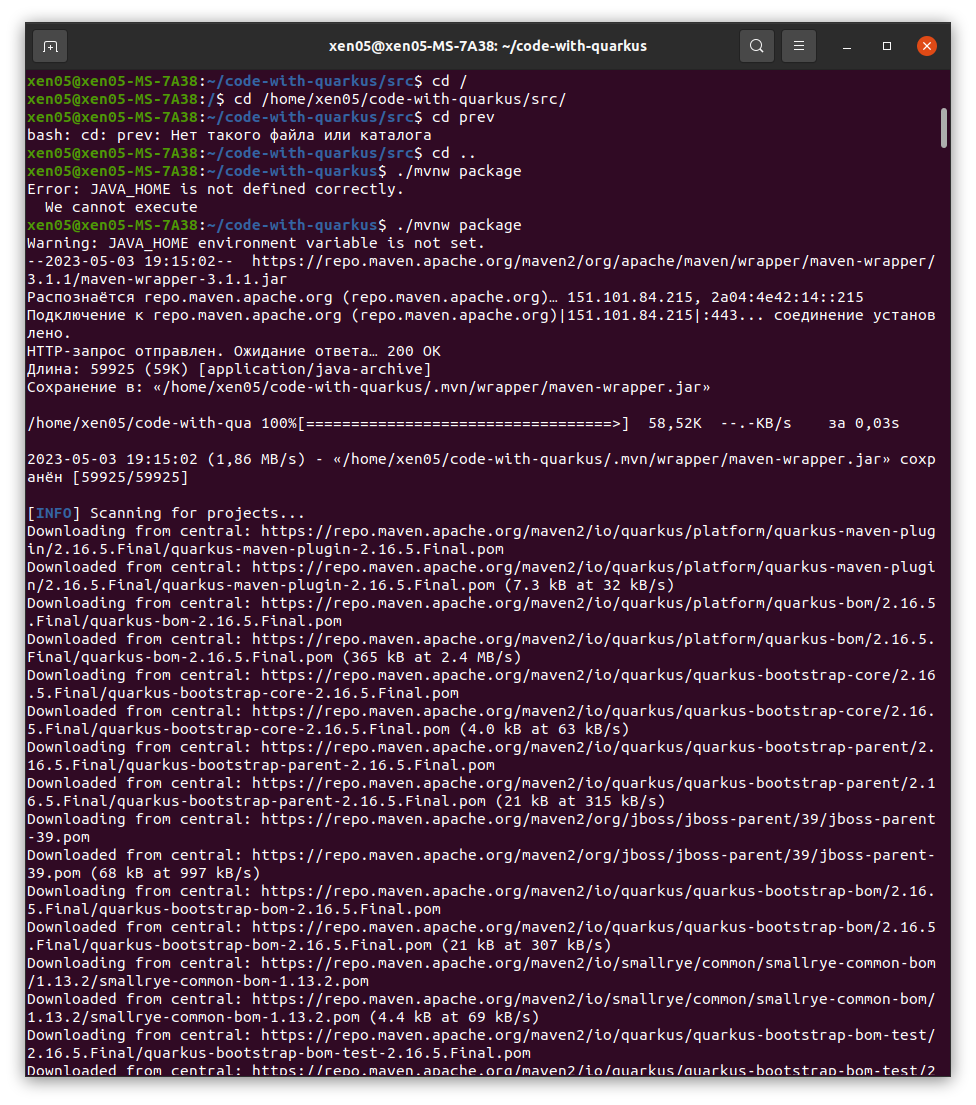 xen05@xen05-MS-7A38: ~/code-with-quarkus
xen05@xen05-MS-7A38:~/code-with-quarkus/src$ cd /
xen05@xen05-MS-7A38:/$ cd /home/xen05/code-with-quarkus/src/
xen05@xen05-MS-7A38:~/code-with-quarkus/src$ cd prev
bash: cd: prev: Нет такого файла или каталога
xen05@xen05-MS-7A38:~/code-with-quarkus/src$ cd ..
xen05@xen05-MS-7A38:~/code-with-quarkus$ ./mvnw package
Error: JAVA_HOME is not defined correctly.
  We cannot execute
xen05@xen05-MS-7A38:~/code-with-quarkus$ ./mvnw package
Warning: JAVA_HOME environment variable is not set.
--2023-05-03 19:15:02--  https://repo.maven.apache.org/maven2/org/apache/maven/wrapper/maven-wrapper/
3.1.1/maven-wrapper-3.1.1.jar
Распознаётся repo.maven.apache.org (repo.maven.apache.org)… 151.101.84.215, 2a04:4e42:14::215
Подключение к repo.maven.apache.org (repo.maven.apache.org)|151.101.84.215|:443... соединение установ
лено.
HTTP-запрос отправлен. Ожидание ответа… 200 OK
Длина: 59925 (59K) [application/java-archive]
Сохранение в: «/home/xen05/code-with-quarkus/.mvn/wrapper/maven-wrapper.jar»
/home/xen05/code-with-qua 100%[==================================>]  58,52K  --.-KB/s    за 0,03s
2023-05-03 19:15:02 (1,86 MB/s) - «/home/xen05/code-with-quarkus/.mvn/wrapper/maven-wrapper.jar» сохр
анён [59925/59925]
[INFO] Scanning for projects...
Downloading from central: https://repo.maven.apache.org/maven2/io/quarkus/platform/quarkus-maven-plug
in/2.16.5.Final/quarkus-maven-plugin-2.16.5.Final.pom
Downloaded from central: https://repo.maven.apache.org/maven2/io/quarkus/platform/quarkus-maven-plugi
n/2.16.5.Final/quarkus-maven-plugin-2.16.5.Final.pom (7.3 kB at 32 kB/s)
Downloading from central: https://repo.maven.apache.org/maven2/io/quarkus/platform/quarkus-bom/2.16.5
.Final/quarkus-bom-2.16.5.Final.pom
Downloaded from central: https://repo.maven.apache.org/maven2/io/quarkus/platform/quarkus-bom/2.16.5.
Final/quarkus-bom-2.16.5.Final.pom (365 kB at 2.4 MB/s)
Downloading from central: https://repo.maven.apache.org/maven2/io/quarkus/quarkus-bootstrap-core/2.16
.5.Final/quarkus-bootstrap-core-2.16.5.Final.pom
Downloaded from central: https://repo.maven.apache.org/maven2/io/quarkus/quarkus-bootstrap-core/2.16.
5.Final/quarkus-bootstrap-core-2.16.5.Final.pom (4.0 kB at 63 kB/s)
Downloading from central: https://repo.maven.apache.org/maven2/io/quarkus/quarkus-bootstrap-parent/2.
16.5.Final/quarkus-bootstrap-parent-2.16.5.Final.pom
Downloaded from central: https://repo.maven.apache.org/maven2/io/quarkus/quarkus-bootstrap-parent/2.1
6.5.Final/quarkus-bootstrap-parent-2.16.5.Final.pom (21 kB at 315 kB/s)
Downloading from central: https://repo.maven.apache.org/maven2/org/jboss/jboss-parent/39/jboss-parent
-39.pom
Downloaded from central: https://repo.maven.apache.org/maven2/org/jboss/jboss-parent/39/jboss-parent-
39.pom (68 kB at 997 kB/s)
Downloading from central: https://repo.maven.apache.org/maven2/io/quarkus/quarkus-bootstrap-bom/2.16.
5.Final/quarkus-bootstrap-bom-2.16.5.Final.pom
Downloaded from central: https://repo.maven.apache.org/maven2/io/quarkus/quarkus-bootstrap-bom/2.16.5
.Final/quarkus-bootstrap-bom-2.16.5.Final.pom (21 kB at 307 kB/s)
Downloading from central: https://repo.maven.apache.org/maven2/io/smallrye/common/smallrye-common-bom
/1.13.2/smallrye-common-bom-1.13.2.pom
Downloaded from central: https://repo.maven.apache.org/maven2/io/smallrye/common/smallrye-common-bom/
1.13.2/smallrye-common-bom-1.13.2.pom (4.4 kB at 69 kB/s)
Downloading from central: https://repo.maven.apache.org/maven2/io/quarkus/quarkus-bootstrap-bom-test/
2.16.5.Final/quarkus-bootstrap-bom-test-2.16.5.Final.pom
Downloaded from central: https://repo.maven.apache.org/maven2/io/quarkus/quarkus-bootstrap-bom-test/2